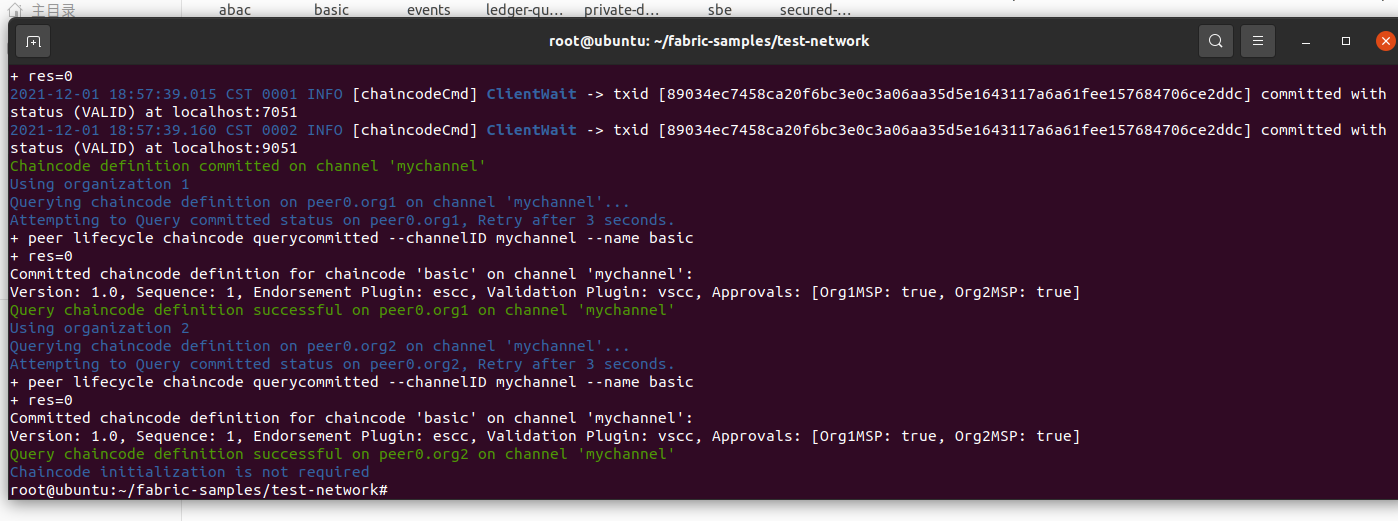 主目录
abac basic events ledger-qu... private-d... sbe secured-...
root@ubuntu: ~/fabric-samples/test-network
+ res=0
2021-12-01 18:57:39.015 CST 0001 INFO [chaincodeCmd] ClientWait -> txid [89034ec7458ca20f6bc3e0c3a06aa35d5e1643117a6a61fee157684706ce2ddc] committed with
status (VALID) at localhost:7051
2021-12-01 18:57:39.160 CST 0002 INFO [chaincodeCmd] ClientWait -> txid [89034ec7458ca20f6bc3e0c3a06aa35d5e1643117a6a61fee157684706ce2ddc] committed with
status (VALID) at localhost:9051
Chaincode definition committed on channel 'mychannel'
Using organization 1
Querying chaincode definition on peer0.org1 on channel 'mychannel'...
Attempting to Query committed status on peer0.org1, Retry after 3 seconds.
+ peer lifecycle chaincode querycommitted --channelID mychannel --name basic
+ res=0
Committed chaincode definition for chaincode 'basic' on channel 'mychannel':
Version: 1.0, Sequence: 1, Endorsement Plugin: escc, Validation Plugin: vscc, Approvals: [Org1MSP: true, Org2MSP: true]
Query chaincode definition successful on peer0.org1 on channel 'mychannel'
Using organization 2
Querying chaincode definition on peer0.org2 on channel 'mychannel'...
Attempting to Query committed status on peer0.org2, Retry after 3 seconds.
+ peer lifecycle chaincode querycommitted --channelID mychannel --name basic
+ res=0
Committed chaincode definition for chaincode 'basic' on channel 'mychannel':
Version: 1.0, Sequence: 1, Endorsement Plugin: escc, Validation Plugin: vscc, Approvals: [Org1MSP: true, Org2MSP: true]
Query chaincode definition successful on peer0.org2 on channel 'mychannel'
Chaincode initialization is not required
root@ubuntu:~/fabric-samples/test-network#